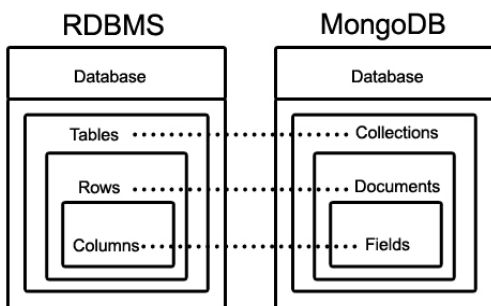 RDBMS MongoDB
Database Database
Tables Collections
Rows Documents
Columns Fields